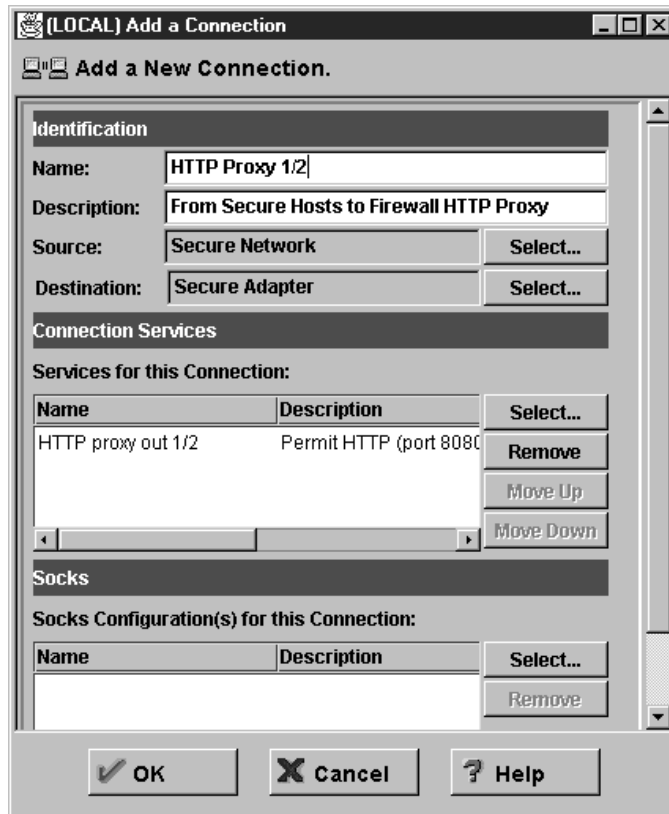 (LOCAL) Add a Connection
Add a New Connection.
Identification
Name: HTTP Proxy 1/2
Description: From Secure Hosts to Firewall HTTP Proxy
Source: Secure Network Select...
Destination: Secure Adapter Select...
Connection Services
Services for this Connection:
Name Description Select...
HTTP proxy out 1/2 Permit HTTP (port 8080
Remove
Move Up
Move Down
Socks
Socks Configuration(s) for this Connection:
Name Description Select...
Remove
OK Cancel Help